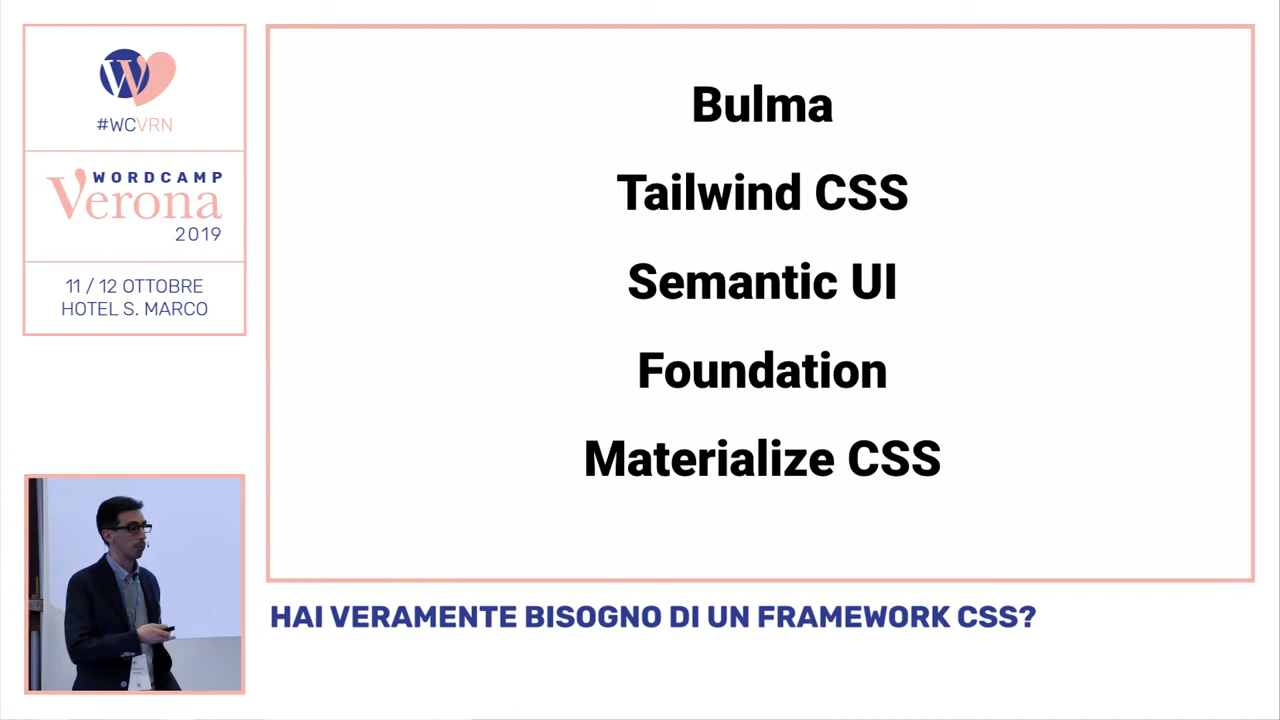 #WCVRN
WORDCAMP
Verona
2019
11 / 12 OTTOBRE
HOTEL S. MARCO
Bulma
Tailwind CSS
Semantic UI
Foundation
Materialize CSS
HAI VERAMENTE BISOGNO DI UN FRAMEWORK CSS?